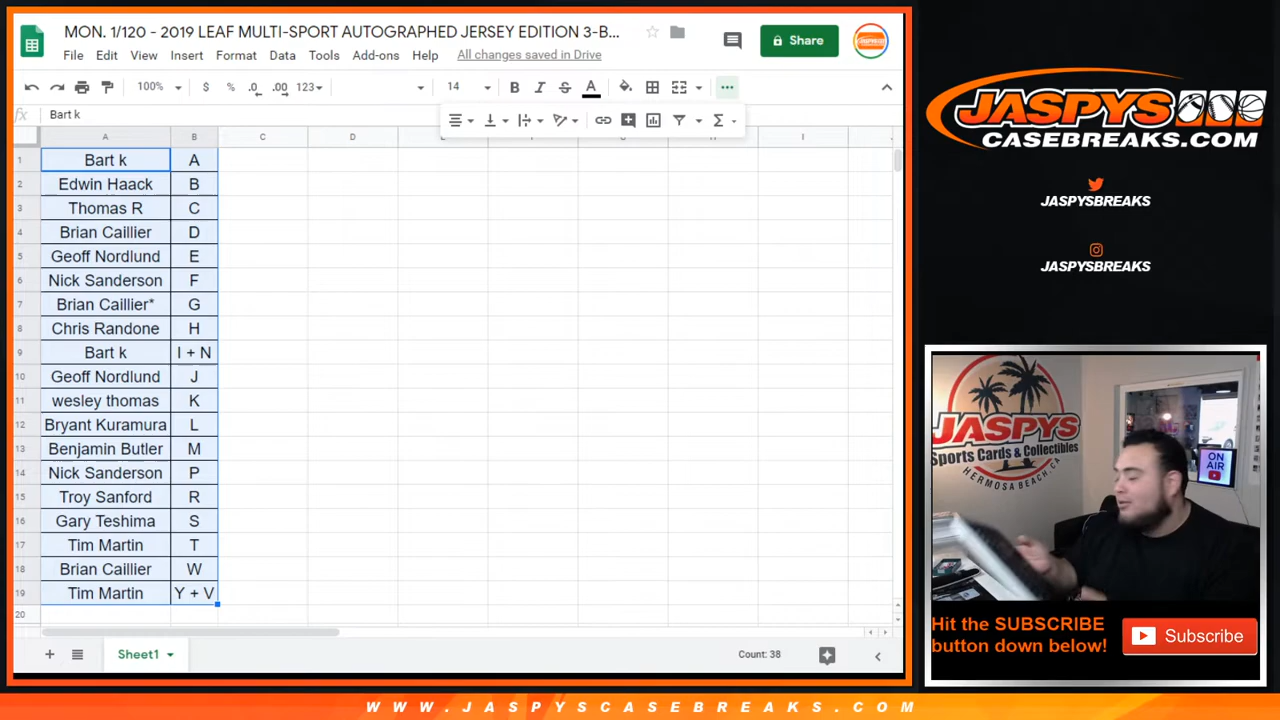 MON. 1/120 - 2019 LEAF MULTI-SPORT AUTOGRAPHED JERSEY EDITION 3-B...
Share
File Edit View Insert Format Data Tools Add-ons Help All changes saved in Drive
100% $ % .0 .00 123 14 B I S A
fx Bart k
A B C D I
1 Bart k A
2 Edwin Haack B
3 Thomas R C
4 Brian Caillier D
5 Geoff Nordlund E
6 Nick Sanderson F
7 Brian Caillier* G
8 Chris Randone H
9 Bart k I + N
10 Geoff Nordlund J
11 wesley thomas K
12 Bryant Kuramura L
13 Benjamin Butler M
14 Nick Sanderson P
15 Troy Sanford R
16 Gary Teshima S
17 Tim Martin T
18 Brian Caillier W
19 Tim Martin Y + V
20
Sheet1
Count: 38
JASPYS
CASEBREAKS.COM
JASPYSBREAKS
JASPYSBREAKS
JASPYS
Sports Cards & Collectibles
HERMOSA BEACH, CA
ON
AIR
Hit the SUBSCRIBE
button down below!
Subscribe
WWW.JASPYSCASEBREAKS.COM